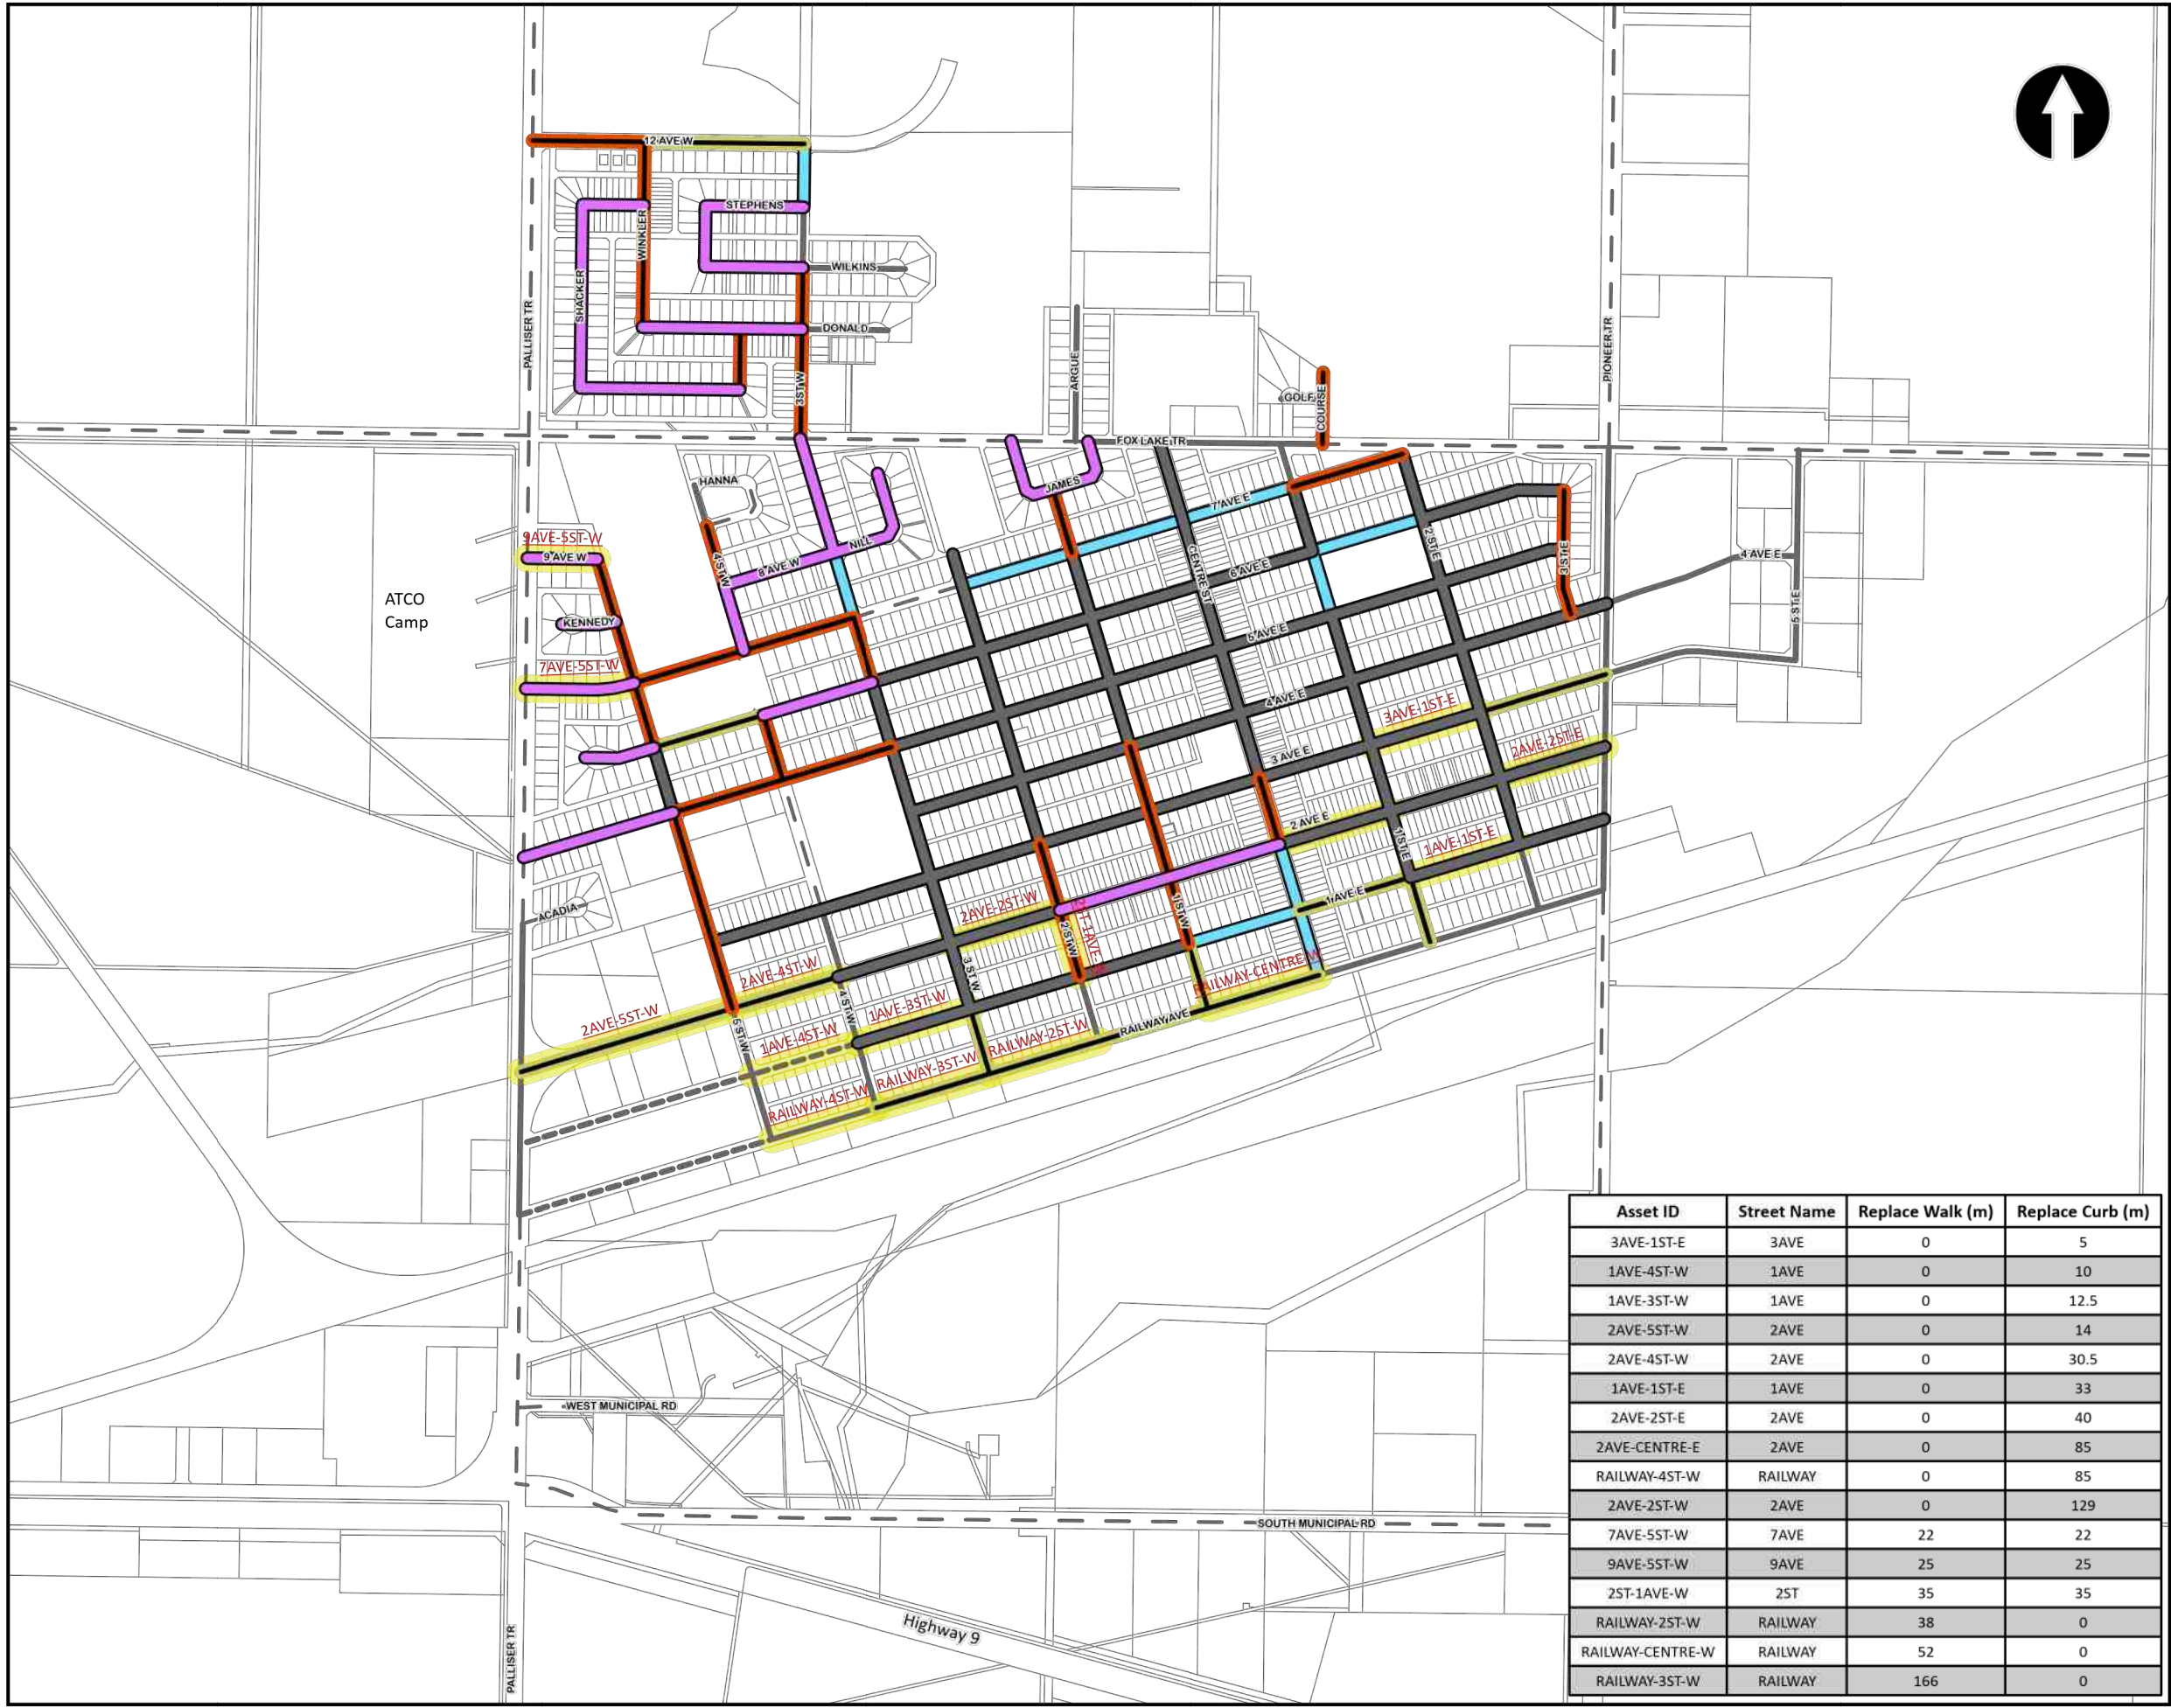 12 AVE W
STEPHENS
WINKLER
WILKINS
SHACKER
PALLISER TR
DONALD
PIONEER TR
3 ST W
ARGUE
GOLF
COURSE
FOX LAKE TR
HANNA
JAMES
7 AVE E
9AVE-5ST-W
9 AVE W
NILL
8 AVE W
4 ST W
CENTRE ST
2 ST E
3 ST E
4 AVE E
6 AVE E
ATCO
Camp
KENNEDY
5 ST E
5 AVE E
7AVE-5ST-W
4 AVE E
3AVE-1ST-E
2AVE-2ST-E
3 AVE E
2 AVE E
1 ST E
1AVE-1ST-E
1 AVE E
ACADIA
2AVE-2ST-W
1 ST W
2 ST W
2AVE-4ST-W
3 ST W
RAILWAY-CENTRE-W
4 ST W
1AVE-3ST-W
2AVE-5ST-W
5 ST W
1AVE-4ST-W
RAILWAY-2ST-W
RAILWAY AVE
RAILWAY-3ST-W
RAILWAY-4ST-W
WEST MUNICIPAL RD
SOUTH MUNICIPAL RD
Highway 9
PALLISER TR
Asset ID Street Name Replace Walk (m) Replace Curb (m)
3AVE-1ST-E 3AVE 0 5
1AVE-4ST-W 1AVE 0 10
1AVE-3ST-W 1AVE 0 12.5
2AVE-5ST-W 2AVE 0 14
2AVE-4ST-W 2AVE 0 30.5
1AVE-1ST-E 1AVE 0 33
2AVE-2ST-E 2AVE 0 40
2AVE-CENTRE-E 2AVE 0 85
RAILWAY-4ST-W RAILWAY 0 85
2AVE-2ST-W 2AVE 0 129
7AVE-5ST-W 7AVE 22 22
9AVE-5ST-W 9AVE 25 25
2ST-1AVE-W 2ST 35 35
RAILWAY-2ST-W RAILWAY 38 0
RAILWAY-CENTRE-W RAILWAY 52 0
RAILWAY-3ST-W RAILWAY 166 0